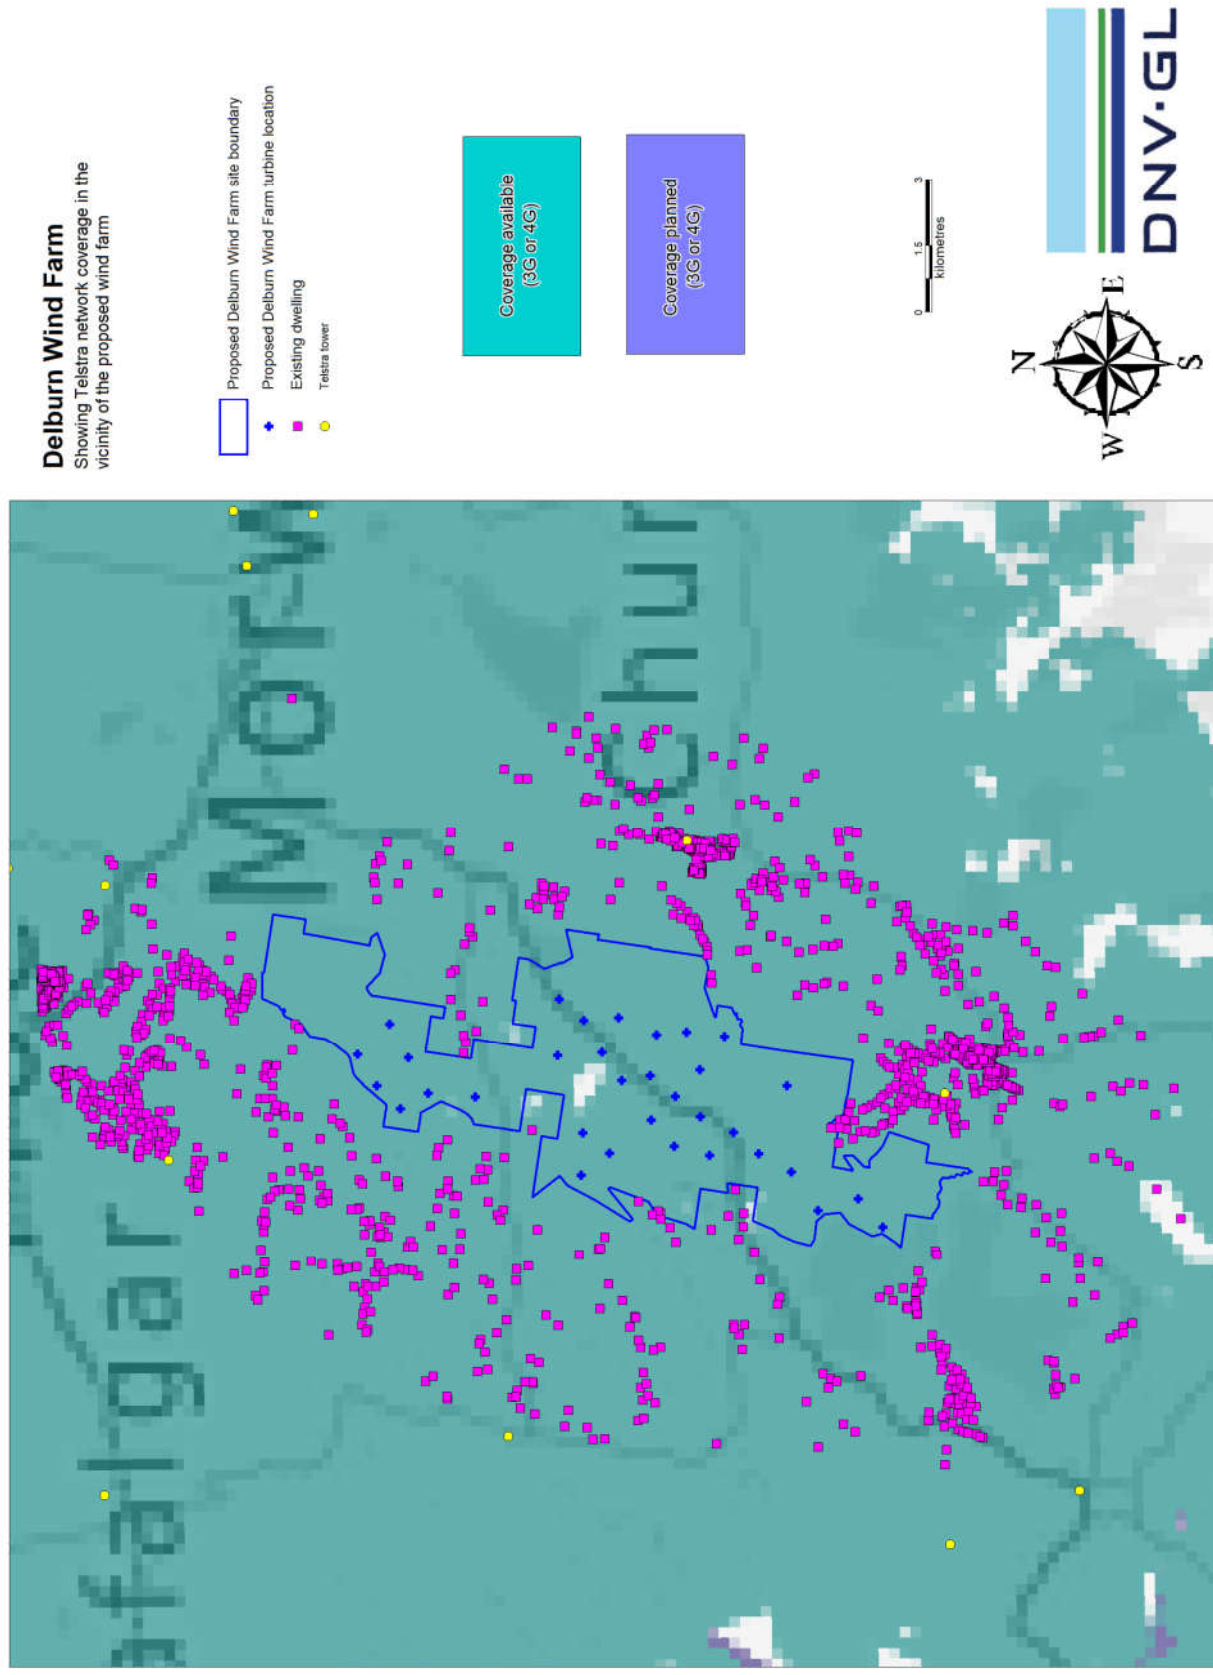 Delburn Wind Farm
Showing Telstra network coverage in the
vicinity of the proposed wind farm
Proposed Delburn Wind Farm site boundary
Proposed Delburn Wind Farm turbine location
Existing dwelling
Telstra tower
Coverage available
(3G or 4G)
Coverage planned
(3G or 4G)
0 1.5 3
kilometres
N
W E
S
DNV·GL
rafalgar
Morw
Chur